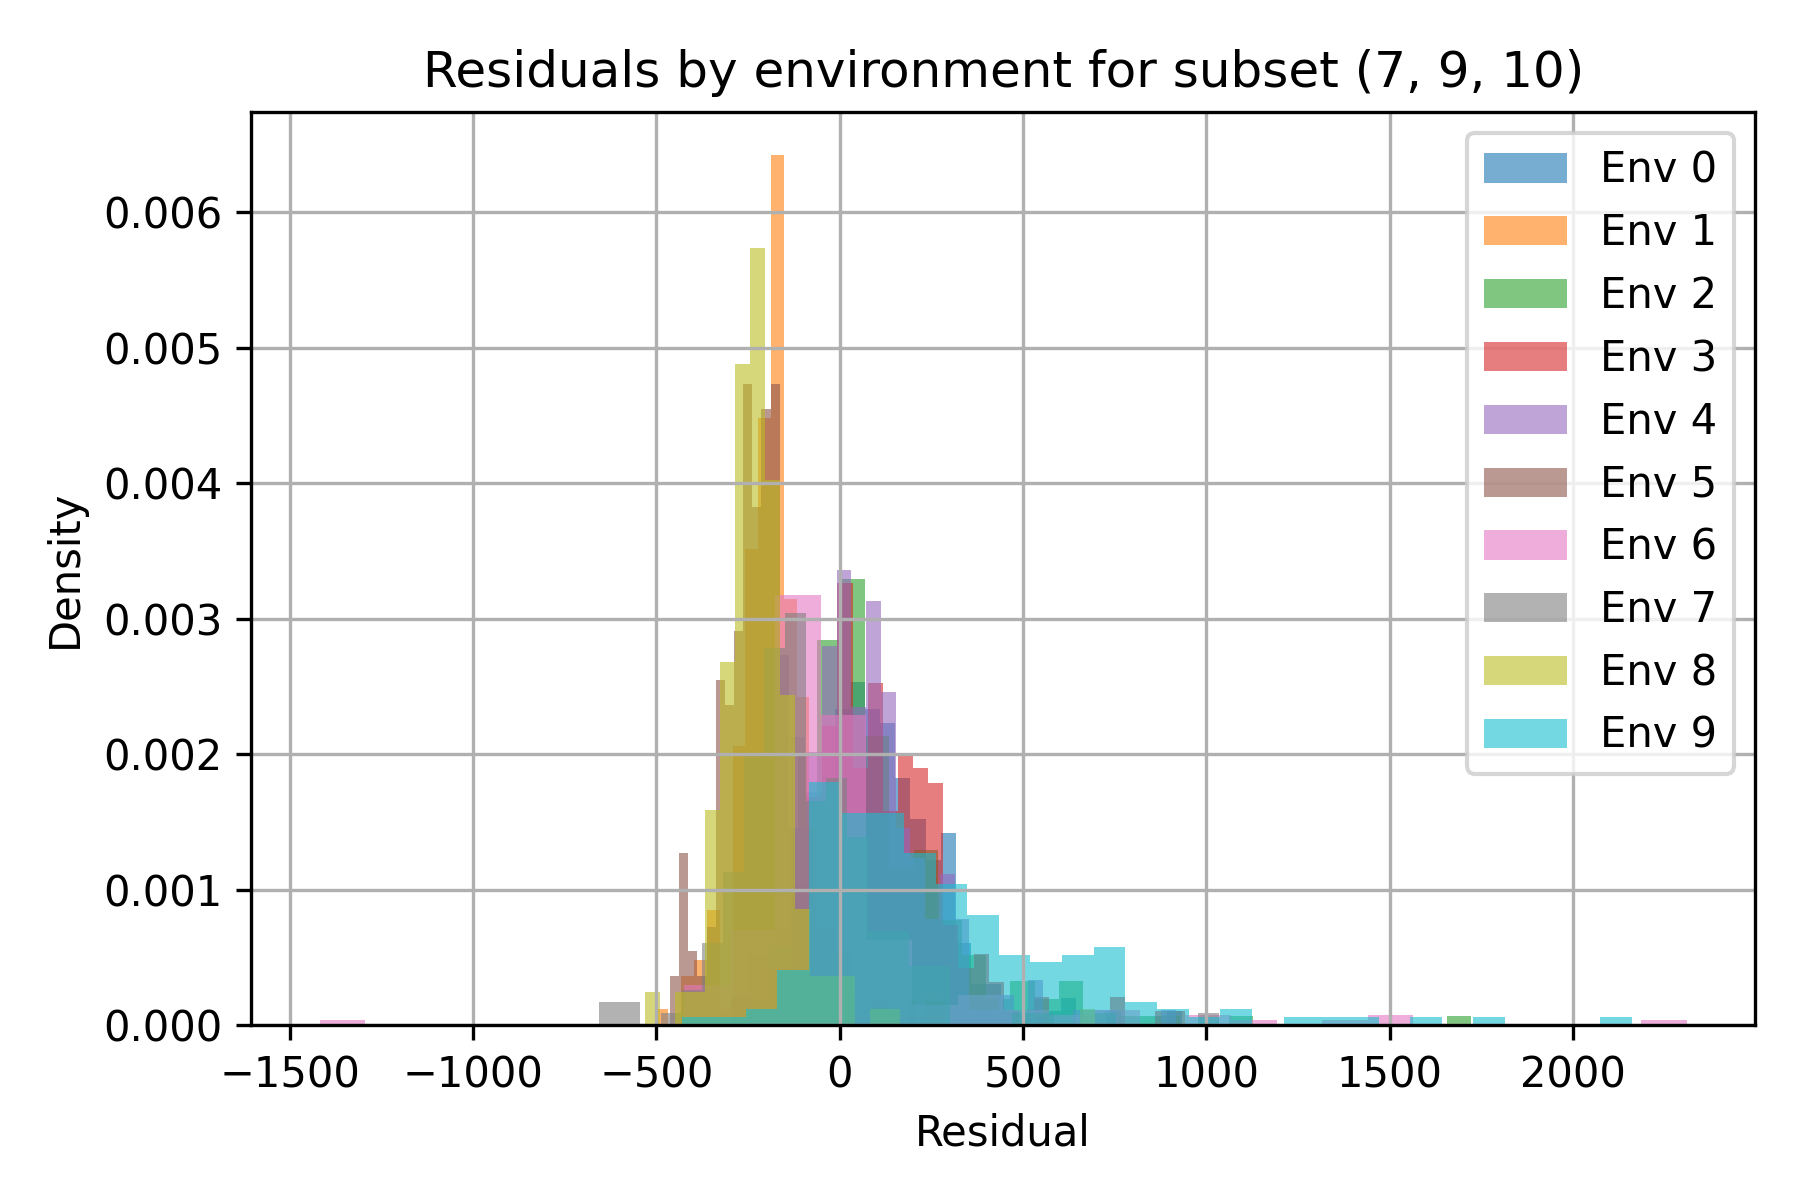 Residuals by environment for subset (7, 9, 10)
Env 0
Env 1
Env 2
Env 3
Env 4
Env 5
Env 6
Env 7
Env 8
Env 9
0.006
0.005
0.004
0.003
0.002
0.001
0.000
Density
−1500 −1000 −500 0 500 1000 1500 2000
Residual